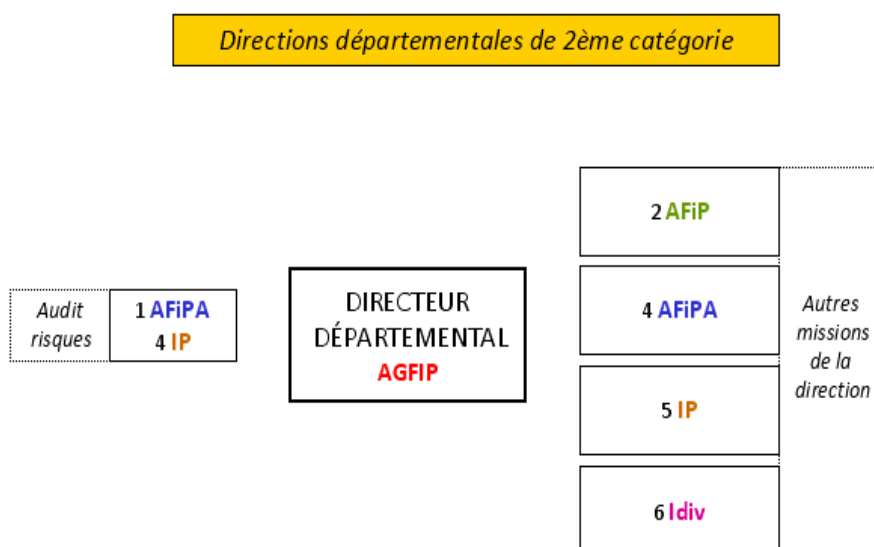 Directions départementales de 2ème catégorie
2 AFiP
Audit
risques
1 AFiPA
4 IP
DIRECTEUR
DÉPARTEMENTAL
AGFIP
4 AFiPA
5 IP
6 Idiv
Autres
missions
de la
direction